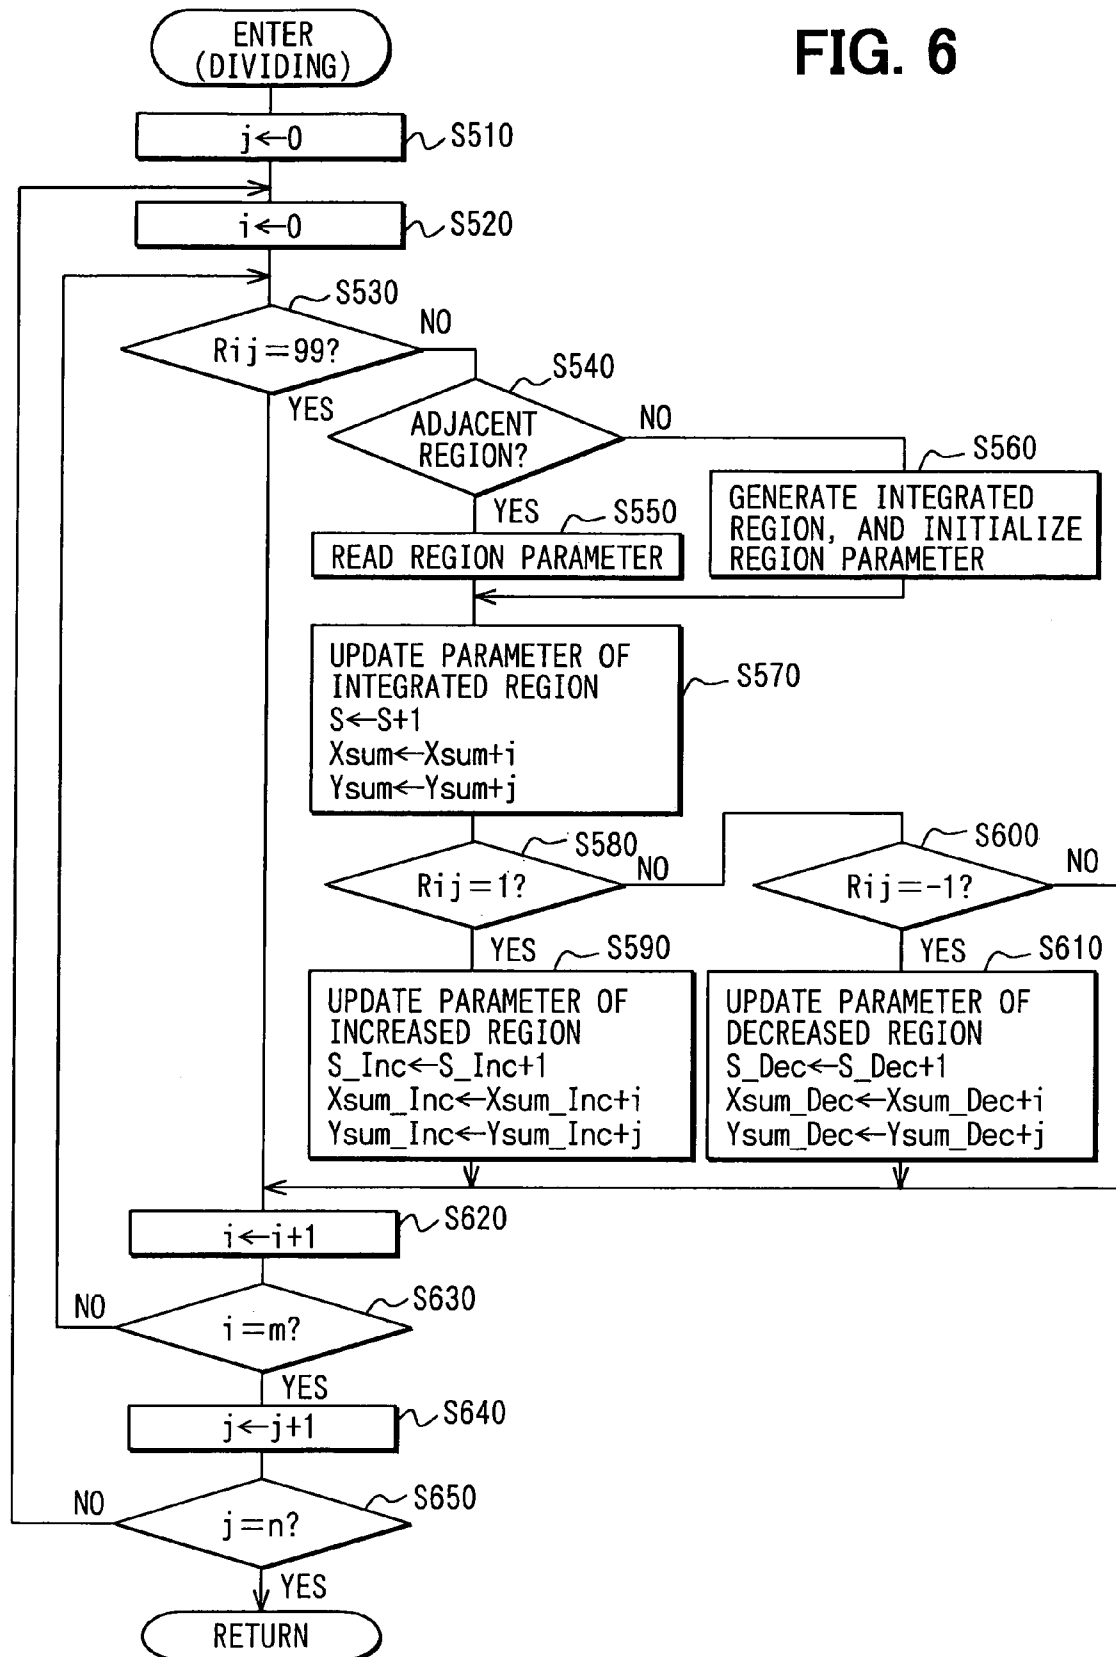 FIG. 6
ENTER
(DIVIDING)
j←0
S510
i←0
S520
S530
Rij=99?
NO
YES
S540
ADJACENT
REGION?
NO
YES
S550
READ REGION PARAMETER
S560
GENERATE INTEGRATED
REGION, AND INITIALIZE
REGION PARAMETER
UPDATE PARAMETER OF
INTEGRATED REGION
S←S+1
Xsum←Xsum+i
Ysum←Ysum+j
S570
S580
Rij=1?
NO
YES
S600
Rij=-1?
NO
YES
S590
UPDATE PARAMETER OF
INCREASED REGION
S_Inc←S_Inc+1
Xsum_Inc←Xsum_Inc+i
Ysum_Inc←Ysum_Inc+j
S610
UPDATE PARAMETER OF
DECREASED REGION
S_Dec←S_Dec+1
Xsum_Dec←Xsum_Dec+i
Ysum_Dec←Ysum_Dec+j
S620
i←i+1
S630
NO
i=m?
YES
S640
j←j+1
S650
NO
j=n?
YES
RETURN